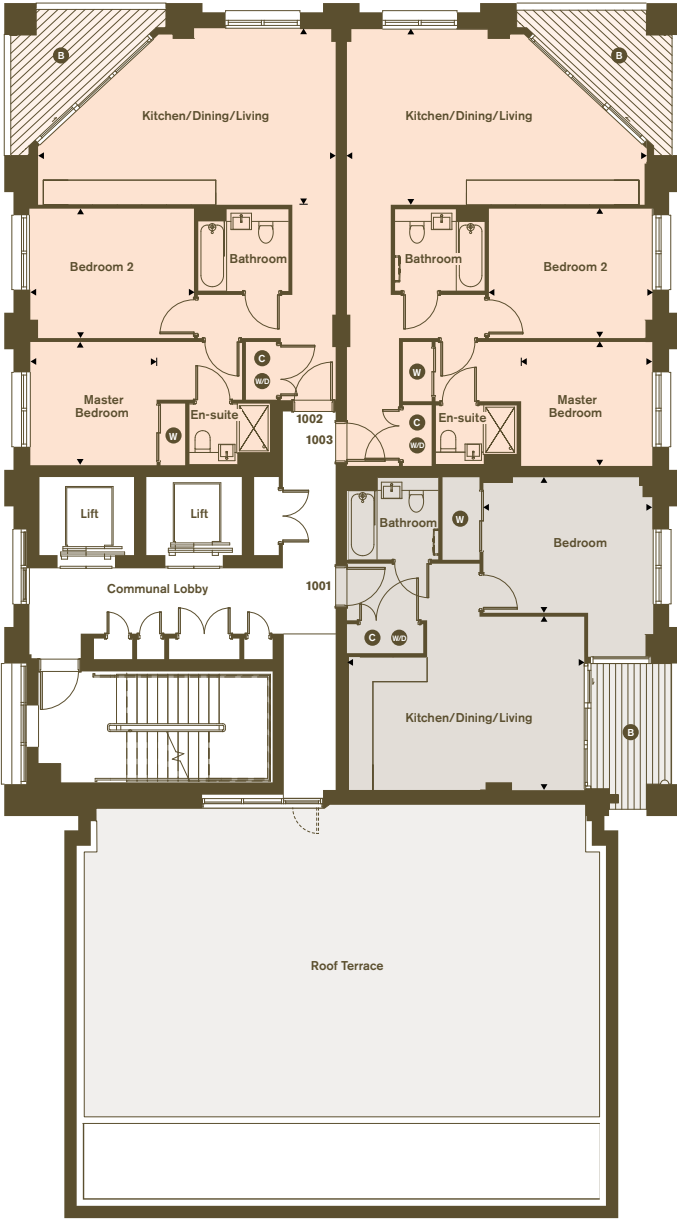 B
B
Kitchen/Dining/Living
Kitchen/Dining/Living
Bedroom 2
Bathroom
Bathroom
Bedroom 2
C
W/D
W
Master
Bedroom
Master
Bedroom
En-suite
W
1002
1003
C
W/D
En-suite
Lift
Lift
Bathroom
W
Bedroom
Communal Lobby
1001
C
W/D
Kitchen/Dining/Living
B
Roof Terrace